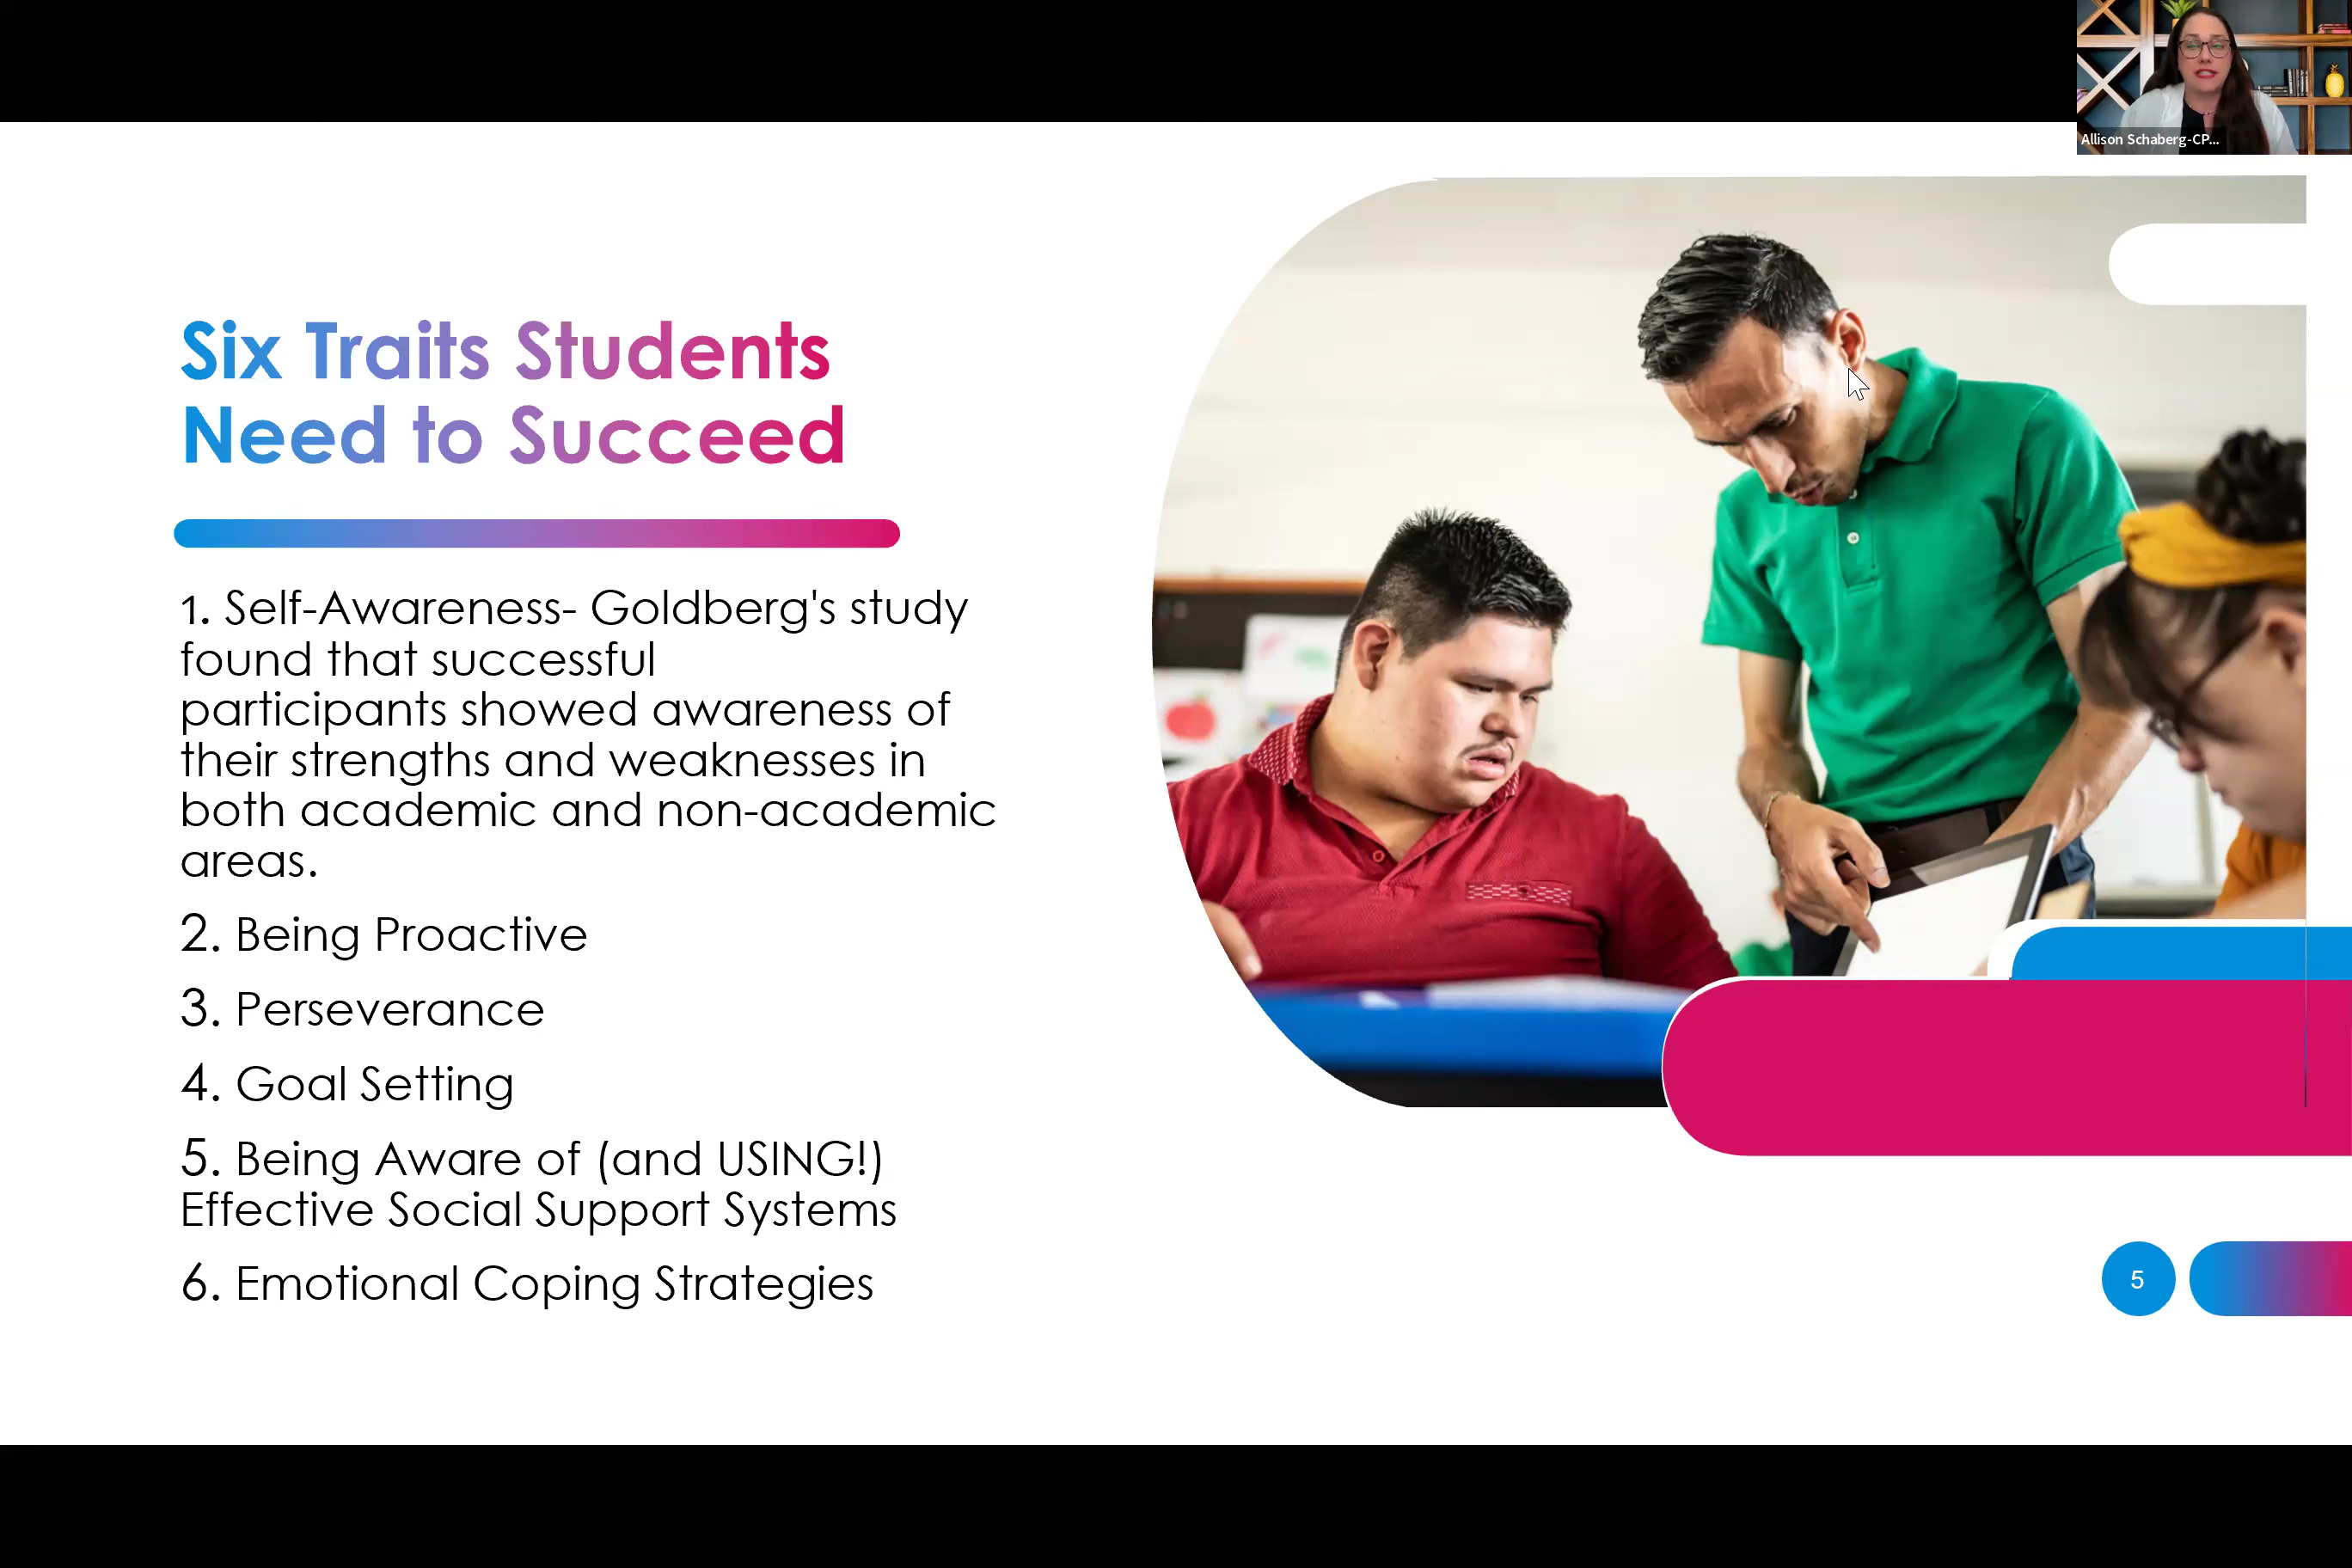 Allison Schaberg-CP...
Six Traits Students
Need to Succeed
1. Self-Awareness- Goldberg's study
found that successful
participants showed awareness of
their strengths and weaknesses in
both academic and non-academic
areas.
2. Being Proactive
3. Perseverance
4. Goal Setting
5. Being Aware of (and USING!)
Effective Social Support Systems
6. Emotional Coping Strategies
5